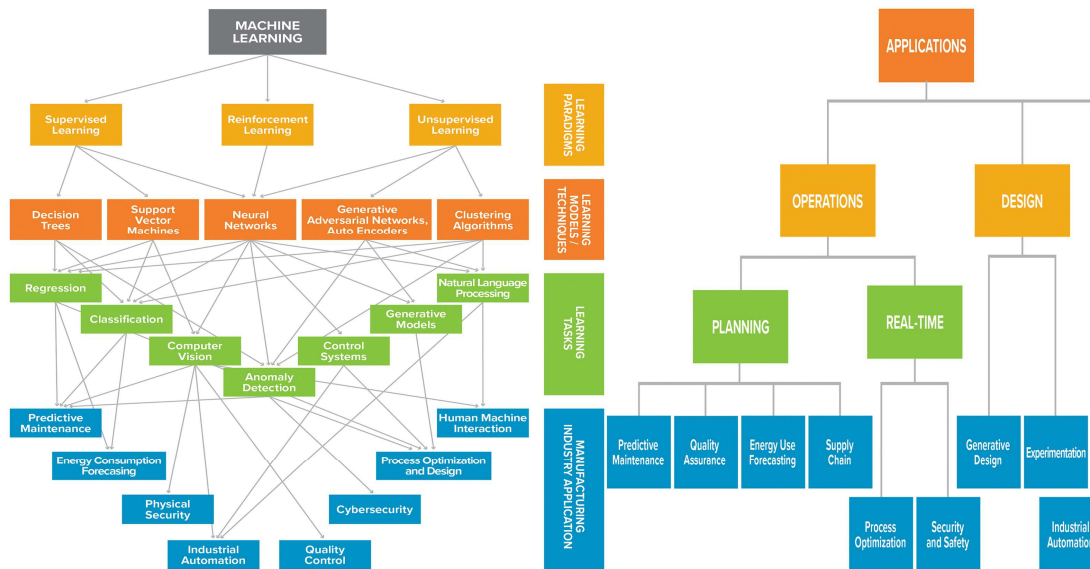 MACHINE
LEARNING
Supervised
Learning
Reinforcement
Learning
Unsupervised
Learning
Decision
Trees
Support
Vector
Machines
Neural
Networks
Generative
Adversarial Networks,
Auto Encoders
Clustering
Algorithms
Regression
Natural Language
Processing
Classification
Generative
Models
Computer
Vision
Control
Systems
Anomaly
Detection
Predictive
Maintenance
Human Machine
Interaction
Energy Consumption
Forecasing
Process Optimization
and Design
Physical
Security
Cybersecurity
Industrial
Automation
Quality
Control
LEARNING
PARADIGMS
LEARNING
MODELS /
TECHNIQUES
LEARNING
TASKS
MANUFACTURING
INDUSTRY APPLICATION
APPLICATIONS
OPERATIONS
DESIGN
PLANNING
REAL-TIME
Predictive
Maintenance
Quality
Assurance
Energy Use
Forecasting
Supply
Chain
Generative
Design
Experimentation
Process
Optimization
Security
and Safety
Industrial
Automation